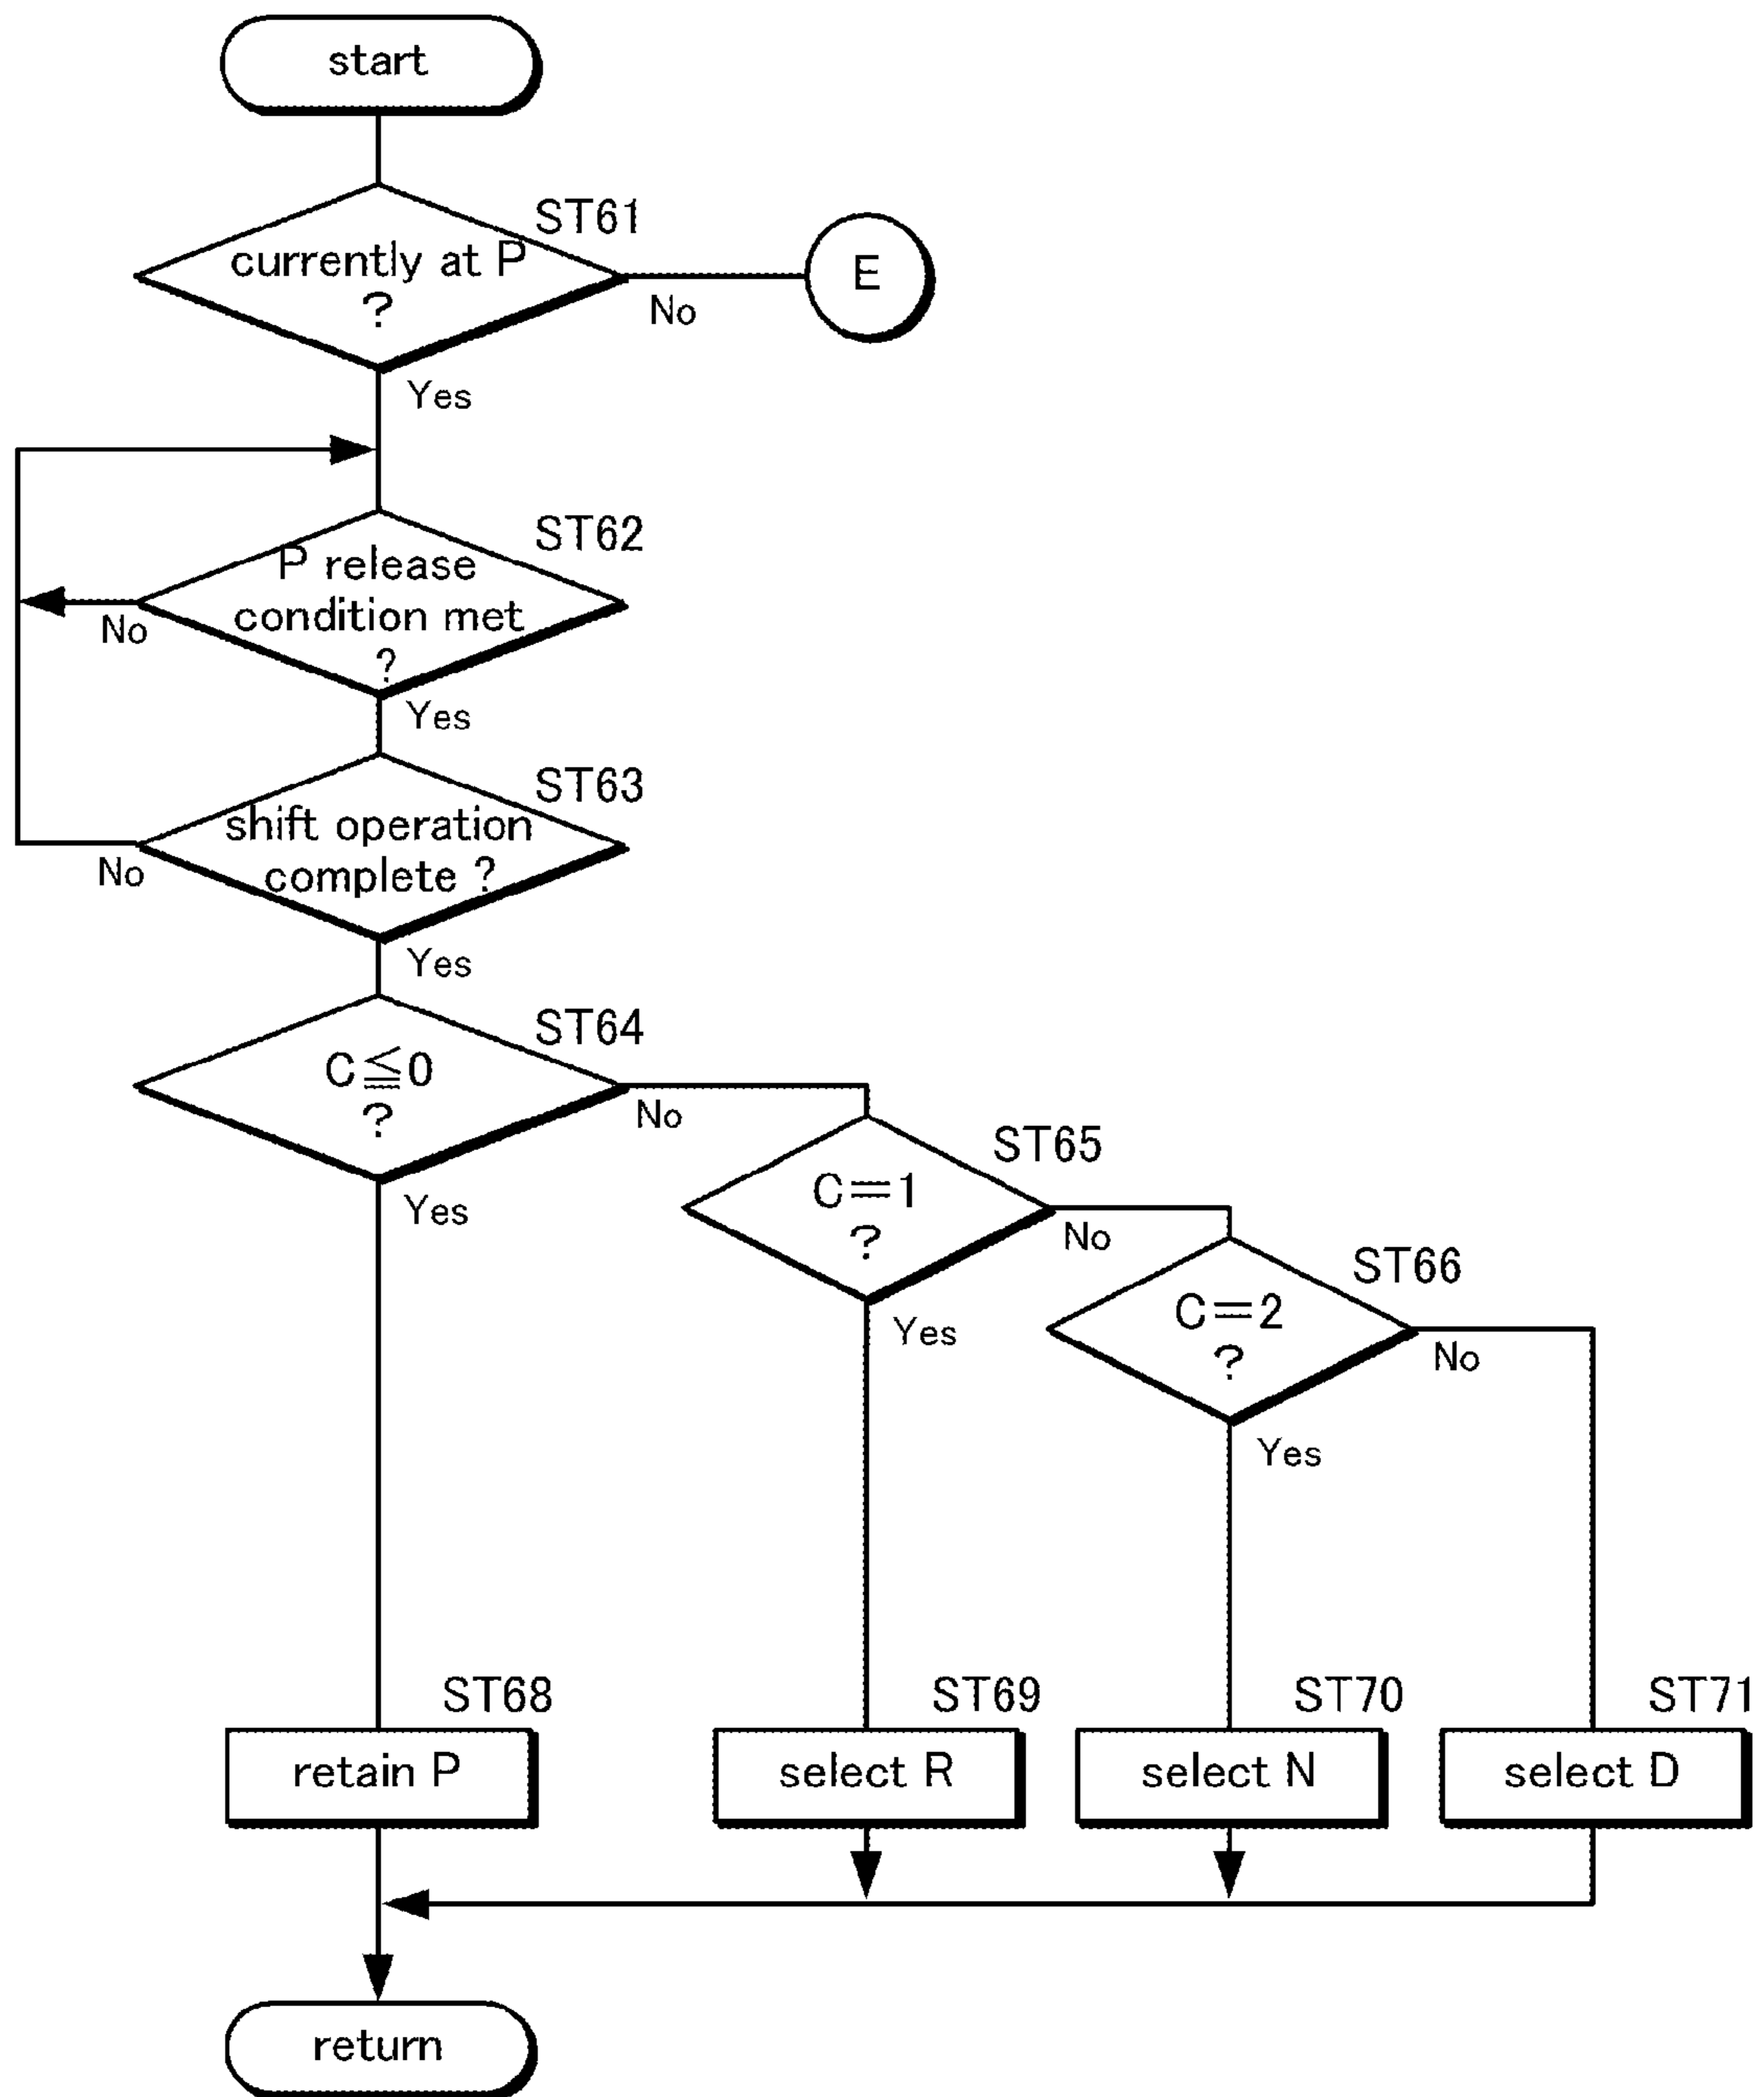 start
ST61
currently at P
?
E
No
Yes
ST62
P release
condition met
?
No
Yes
ST63
shift operation
complete ?
No
Yes
ST64
C≦0
?
No
Yes
ST65
C=1
?
No
Yes
ST66
C=2
?
No
Yes
ST68
ST69
ST70
ST71
retain P
select R
select N
select D
return